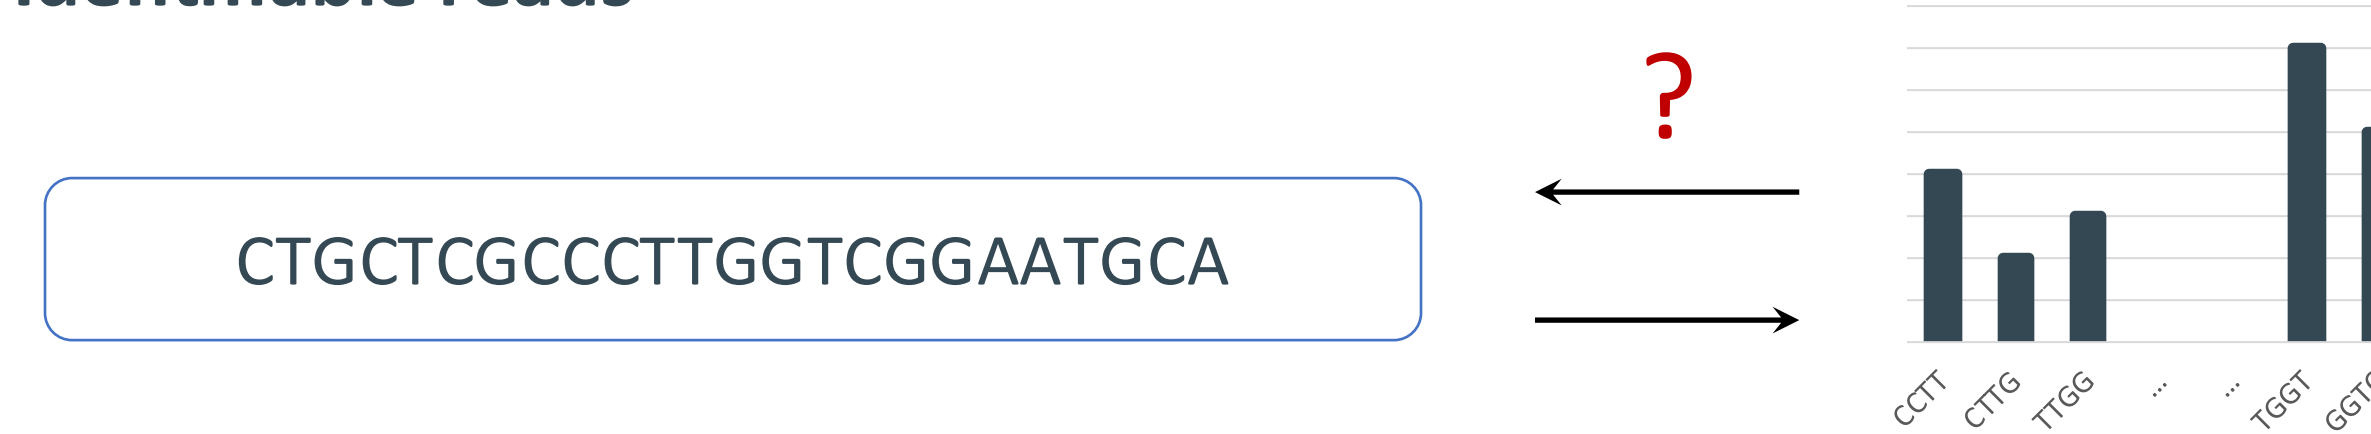 ?
CTGCTCGCCCTTGGTCGGAATGCA
CCTT
CTTG
TTGG
...
...
TGGT